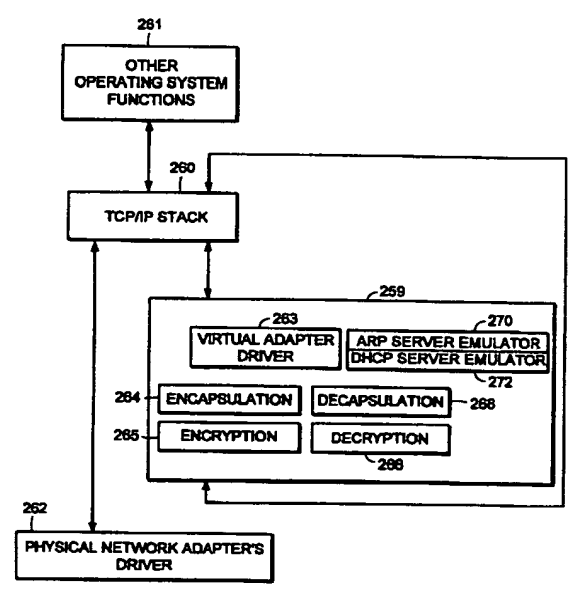 261
OTHER
OPERATING SYSTEM
FUNCTIONS
260
TCP/IP STACK
259
263
VIRTUAL ADAPTER
DRIVER
270
ARP SERVER EMULATOR
DHCP SERVER EMULATOR
272
264
ENCAPSULATION
DECAPSULATION
268
265
ENCRYPTION
DECRYPTION
266
262
PHYSICAL NETWORK ADAPTER'S
DRIVER